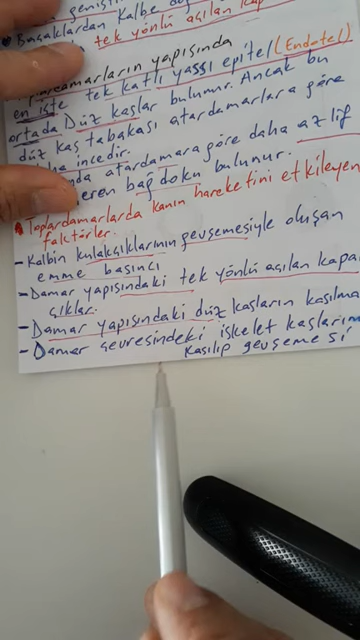 Bacaklardan kalbe
tek yönlü açılan kap
damarların yapısında
en içte tek katlı yassı epitel (Endotel)
ortada Düz kaslar bulunur. Ancak bu
düz kas tabakası atardamarlara göre
incedir.
atardamara göre daha az lif
bağ doku bulunur.
Toplardamarlarda kanın hareketini etkileyen
faktörler.
- Kalbin kulakçıklarının gevşemesiyle oluşan
emme basıncı
- Damar yapısındaki tek yönlü açılan kapa
çıklar.
- Damar yapısındaki düz kasların kasılma
- Damar çevresindeki iskelet kasların
kasılıp gevşeme si